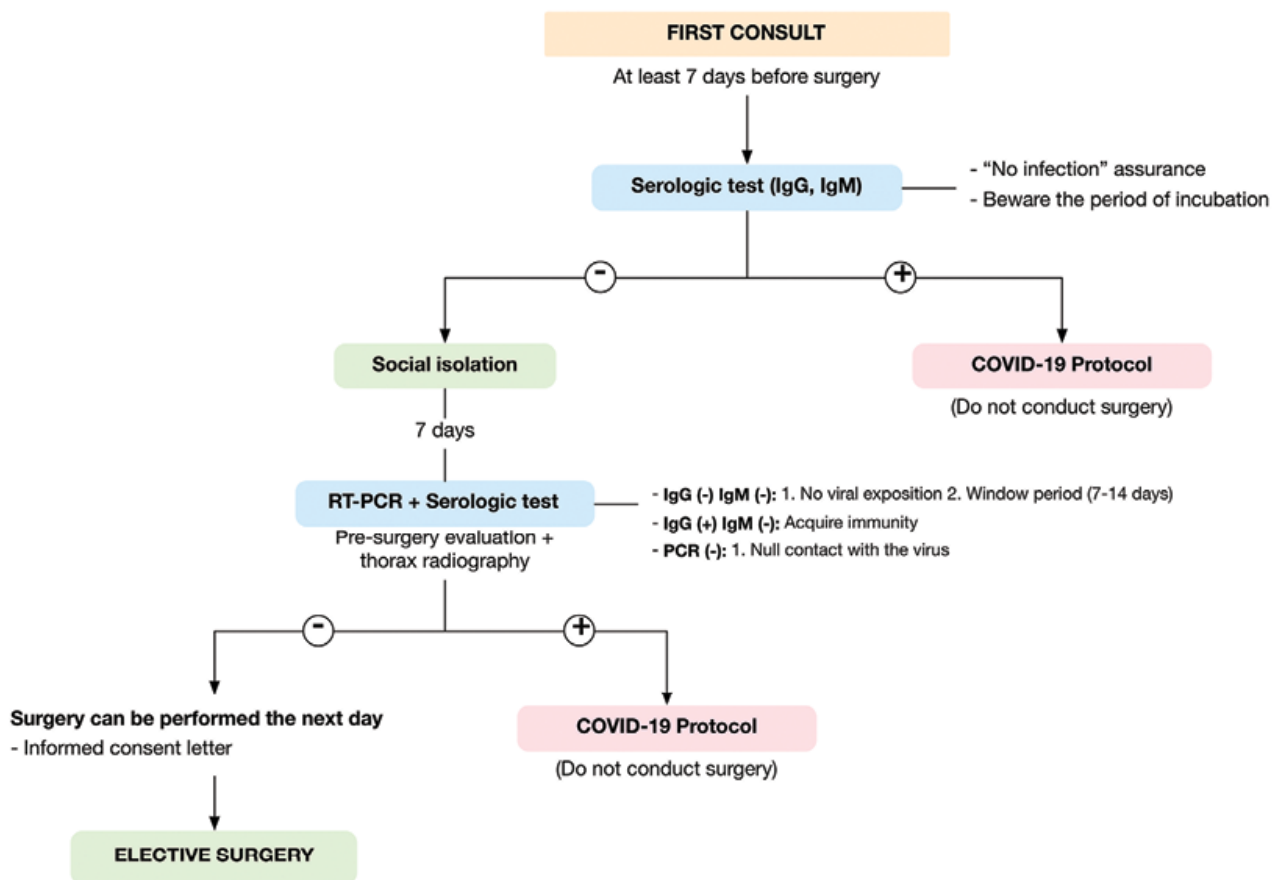 FIRST CONSULT
At least 7 days before surgery
Serologic test (IgG, IgM)
- “No infection” assurance
- Beware the period of incubation
-
+
Social isolation
COVID-19 Protocol
(Do not conduct surgery)
7 days
RT-PCR + Serologic test
Pre-surgery evaluation +
thorax radiography
- IgG (-) IgM (-): 1. No viral exposition 2. Window period (7-14 days)
- IgG (+) IgM (-): Acquire immunity
- PCR (-): 1. Null contact with the virus
-
+
Surgery can be performed the next day
- Informed consent letter
COVID-19 Protocol
(Do not conduct surgery)
ELECTIVE SURGERY